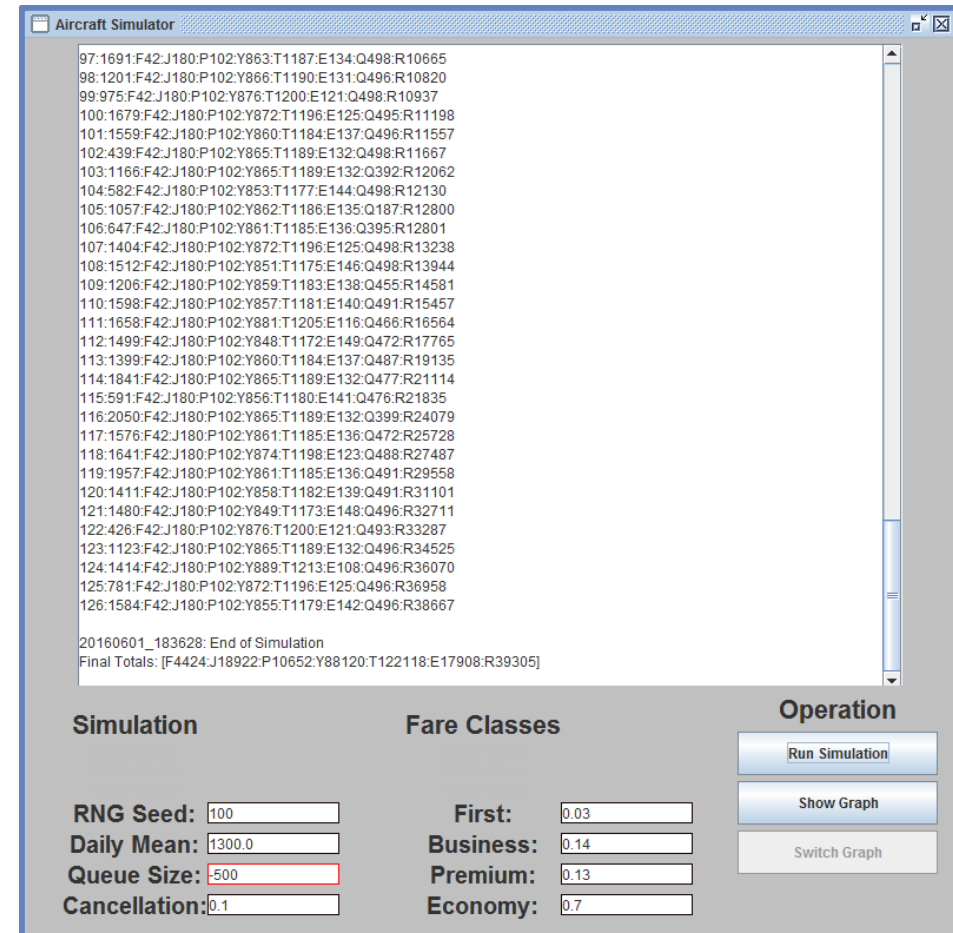 Aircraft Simulator
97:1691:F42:J180:P102:Y863:T1187:E134:Q498:R10665
98:1201:F42:J180:P102:Y866:T1190:E131:Q496:R10820
99:975:F42:J180:P102:Y876:T1200:E121:Q498:R10937
100:1679:F42:J180:P102:Y872:T1196:E125:Q495:R11198
101:1559:F42:J180:P102:Y860:T1184:E137:Q496:R11557
102:439:F42:J180:P102:Y865:T1189:E132:Q498:R11667
103:1166:F42:J180:P102:Y865:T1189:E132:Q392:R12062
104:582:F42:J180:P102:Y853:T1177:E144:Q498:R12130
105:1057:F42:J180:P102:Y862:T1186:E135:Q187:R12800
106:647:F42:J180:P102:Y861:T1185:E136:Q395:R12801
107:1404:F42:J180:P102:Y872:T1196:E125:Q498:R13238
108:1512:F42:J180:P102:Y851:T1175:E146:Q498:R13944
109:1206:F42:J180:P102:Y859:T1183:E138:Q455:R14581
110:1598:F42:J180:P102:Y857:T1181:E140:Q491:R15457
111:1658:F42:J180:P102:Y881:T1205:E116:Q466:R16564
112:1499:F42:J180:P102:Y848:T1172:E149:Q472:R17765
113:1399:F42:J180:P102:Y860:T1184:E137:Q487:R19135
114:1841:F42:J180:P102:Y865:T1189:E132:Q477:R21114
115:591:F42:J180:P102:Y856:T1180:E141:Q476:R21835
116:2050:F42:J180:P102:Y865:T1189:E132:Q399:R24079
117:1576:F42:J180:P102:Y861:T1185:E136:Q472:R25728
118:1641:F42:J180:P102:Y874:T1198:E123:Q488:R27487
119:1957:F42:J180:P102:Y861:T1185:E136:Q491:R29558
120:1411:F42:J180:P102:Y858:T1182:E139:Q491:R31101
121:1480:F42:J180:P102:Y849:T1173:E148:Q496:R32711
122:426:F42:J180:P102:Y876:T1200:E121:Q493:R33287
123:1123:F42:J180:P102:Y865:T1189:E132:Q496:R34525
124:1414:F42:J180:P102:Y889:T1213:E108:Q496:R36070
125:781:F42:J180:P102:Y872:T1196:E125:Q496:R36958
126:1584:F42:J180:P102:Y855:T1179:E142:Q496:R38667
20160601_183628: End of Simulation
Final Totals: [F4424:J18922:P10652:Y88120:T122118:E17908:R39305]
Simulation
RNG Seed: 100
Daily Mean: 1300.0
Queue Size: -500
Cancellation: 0.1
Fare Classes
First: 0.03
Business: 0.14
Premium: 0.13
Economy: 0.7
Operation
Run Simulation
Show Graph
Switch Graph